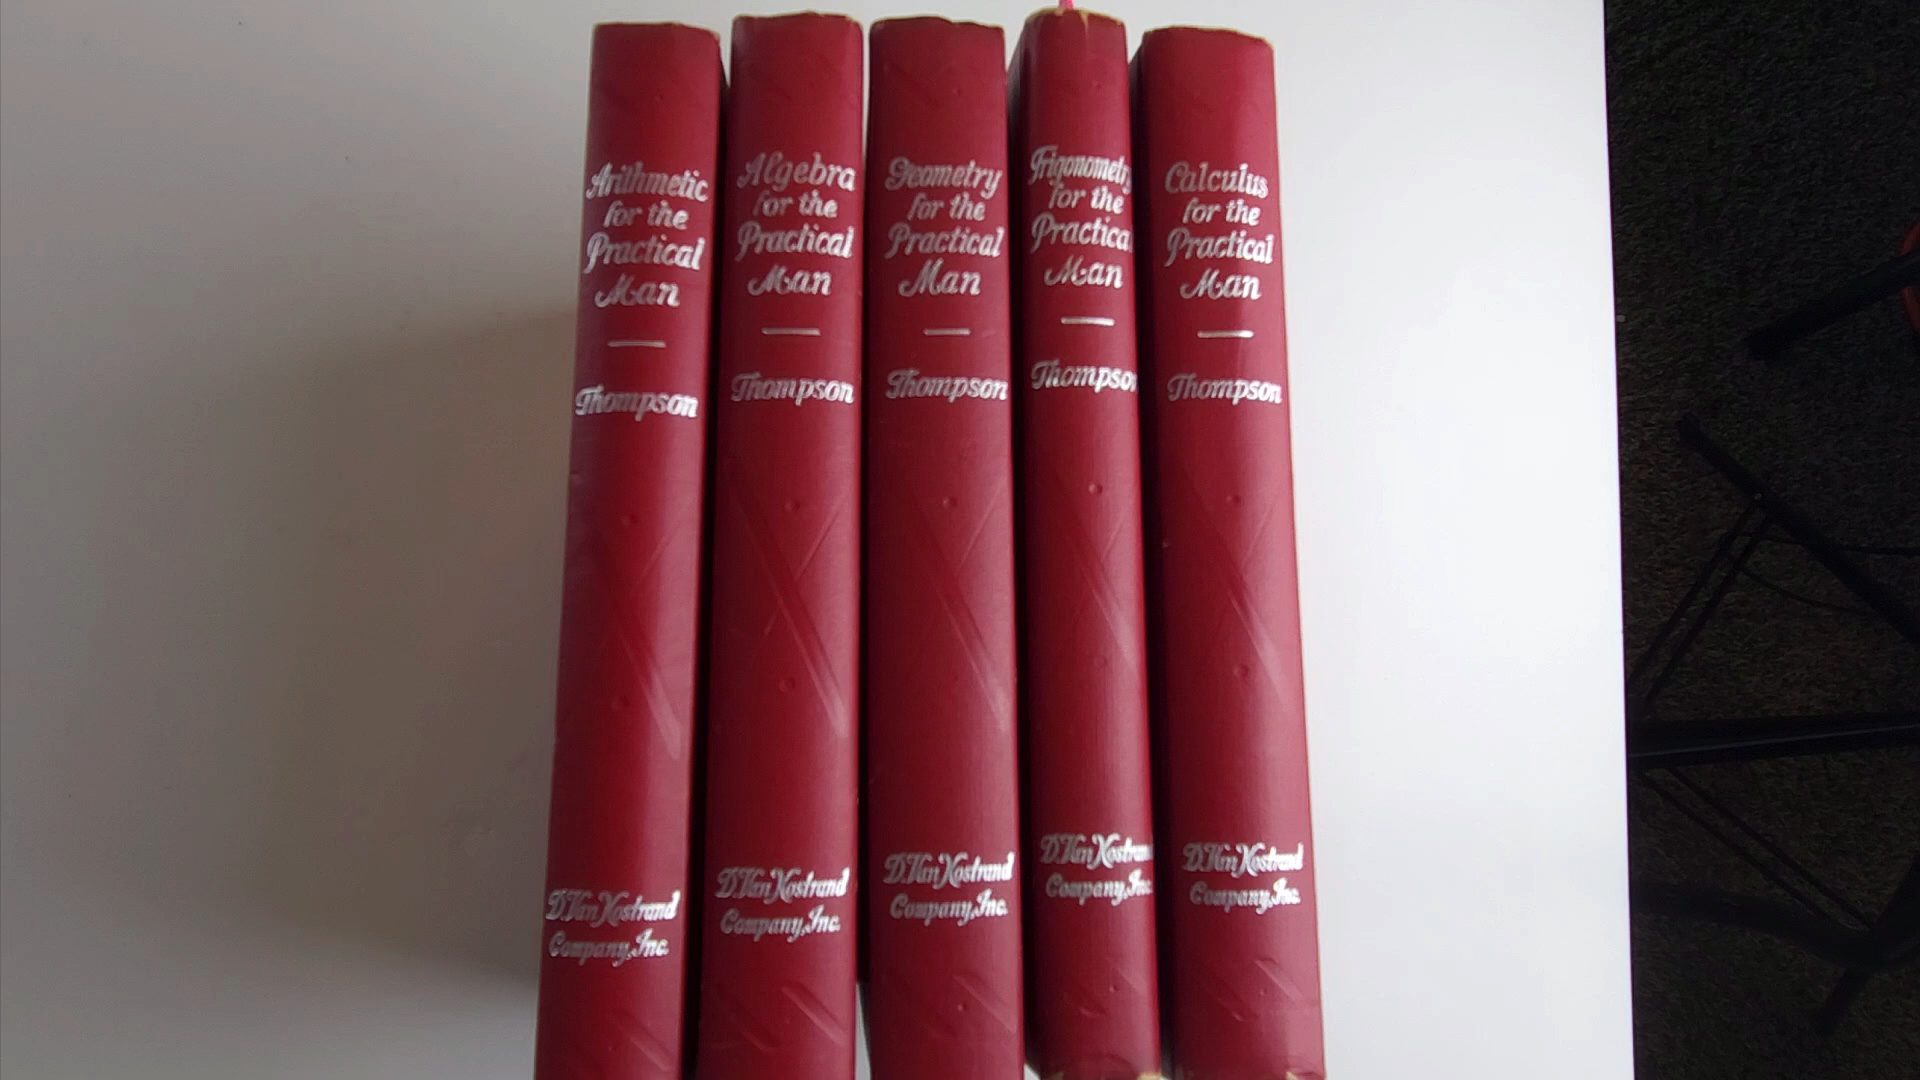 Arithmetic
for the
Practical
Man
Thompson
D. Van Nostrand
Company, Inc.
Algebra
for the
Practical
Man
Thompson
D. Van Nostrand
Company, Inc.
Geometry
for the
Practical
Man
Thompson
D. Van Nostrand
Company, Inc.
Trigonometry
for the
Practical
Man
Thompson
D. Van Nostrand
Company, Inc.
Calculus
for the
Practical
Man
Thompson
D. Van Nostrand
Company, Inc.